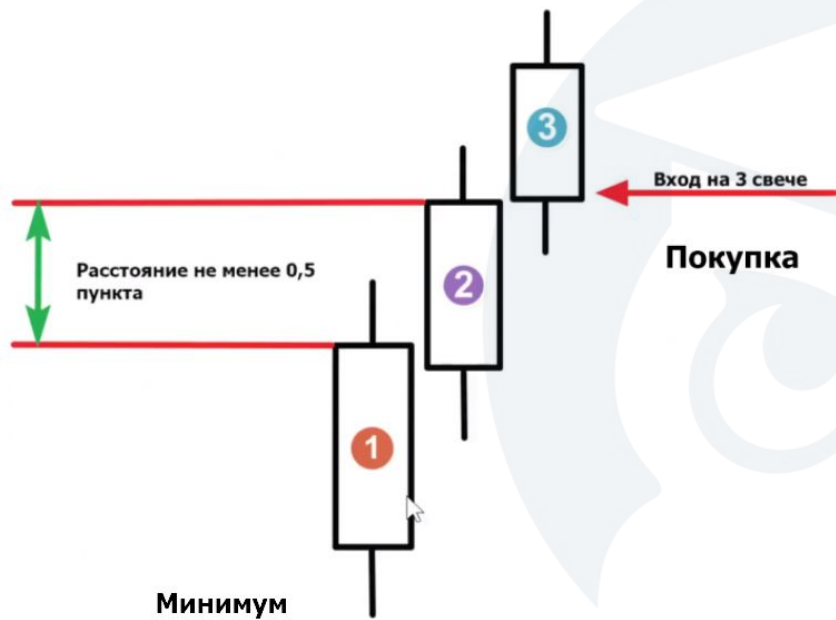 3
Вход на 3 свече
Покупка
Расстояние не менее 0,5
пункта
2
1
Минимум